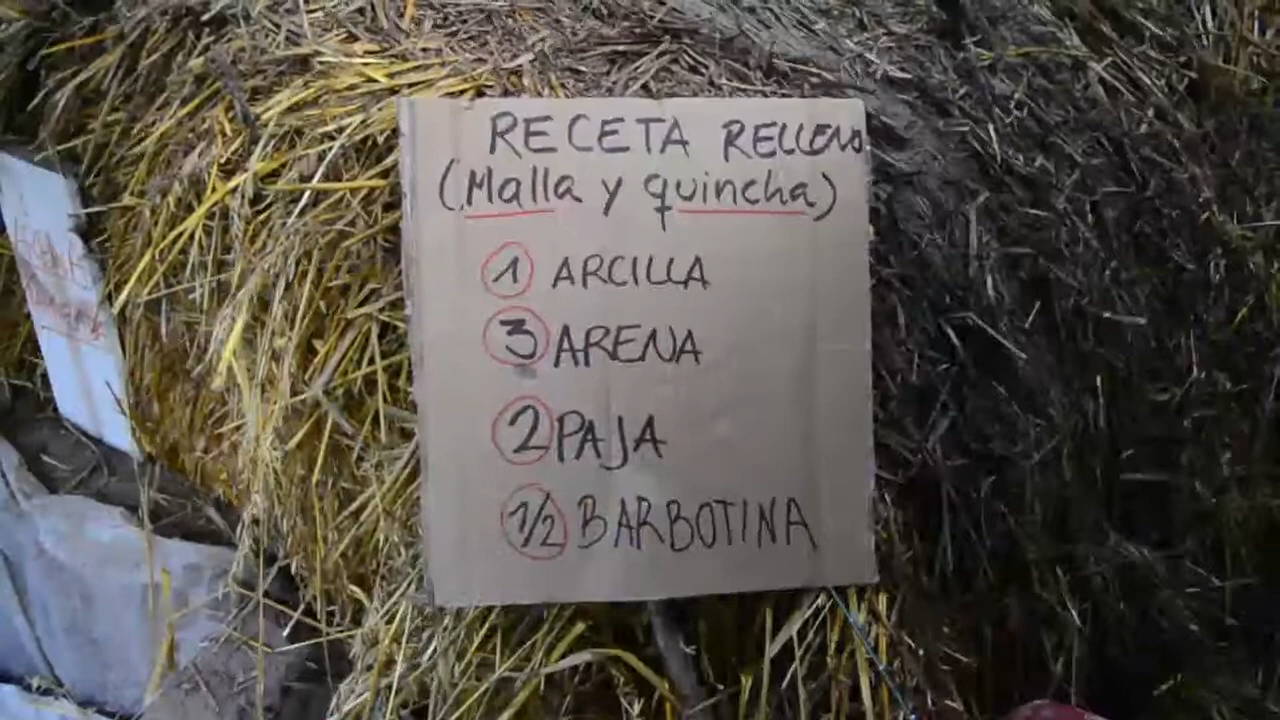 RECETA RELLENO
(Malla y quincha)
1 ARCILLA
3 ARENA
2 PAJA
1/2 BARBOTINA